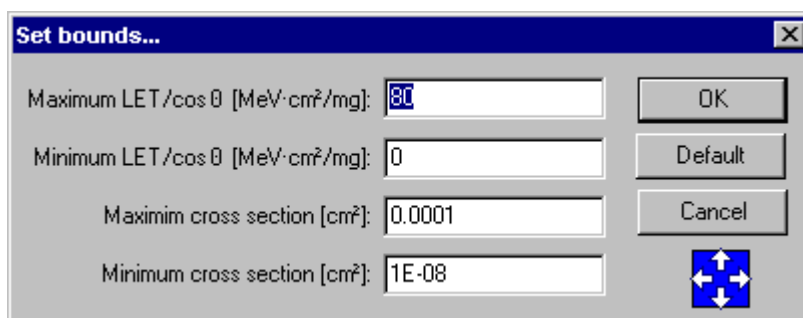 Set bounds...
Maximum LET/cos θ [MeV·cm²/mg]: 80 OK
Minimum LET/cos θ [MeV·cm²/mg]: 0 Default
Maximim cross section [cm²]: 0.0001 Cancel
Minimum cross section [cm²]: 1E-08